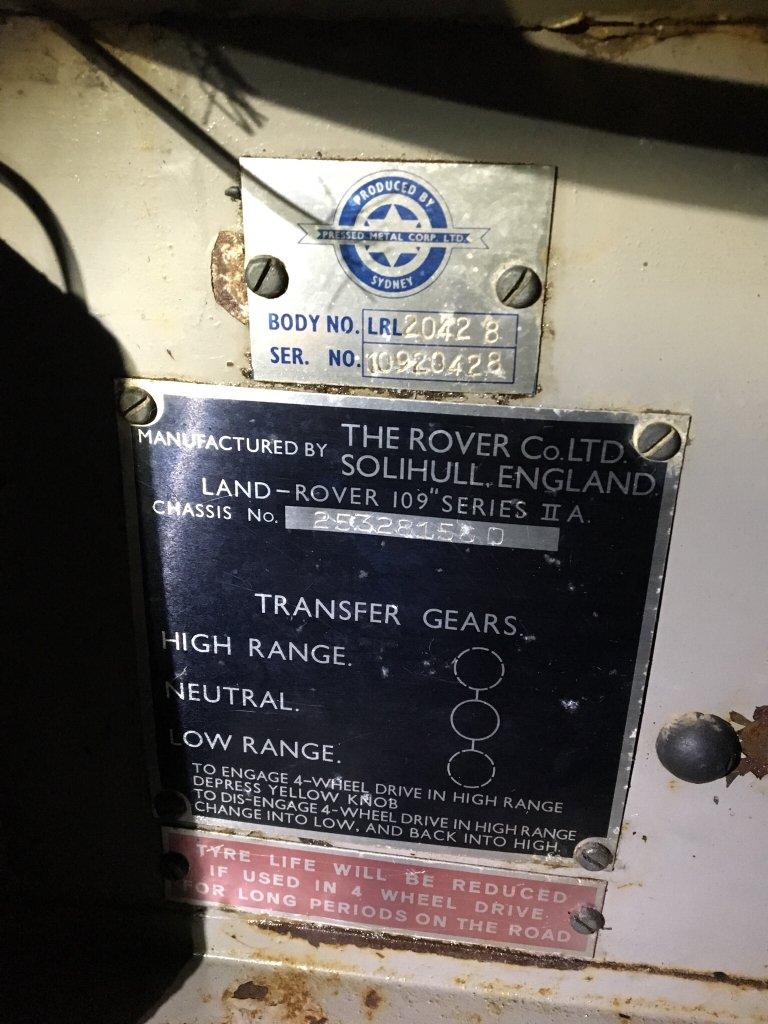 PRODUCED BY
PRESSED METAL CORP. LTD.
SYDNEY
BODY NO. LRL 20428
SER. NO. 10920428
MANUFACTURED BY THE ROVER Co. LTD.
SOLIHULL, ENGLAND.
LAND-ROVER 109" SERIES II A.
CHASSIS No.
TRANSFER GEARS.
HIGH RANGE.
NEUTRAL.
LOW RANGE.
TO ENGAGE 4-WHEEL DRIVE IN HIGH RANGE
DEPRESS YELLOW KNOB
TO DIS-ENGAGE 4-WHEEL DRIVE IN HIGH RANGE
CHANGE INTO LOW, AND BACK INTO HIGH.
TYRE LIFE WILL BE REDUCED
IF USED IN 4 WHEEL DRIVE
FOR LONG PERIODS ON THE ROAD